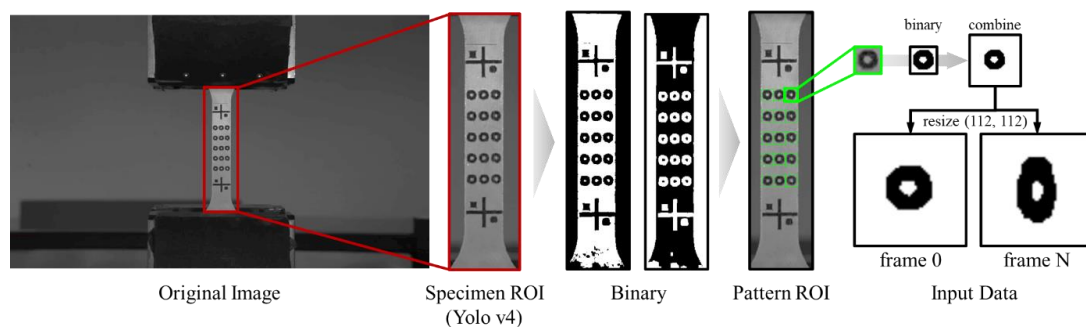 binary
combine
resize (112, 112)
frame 0
frame N
Original Image
Specimen ROI
(Yolo v4)
Binary
Pattern ROI
Input Data